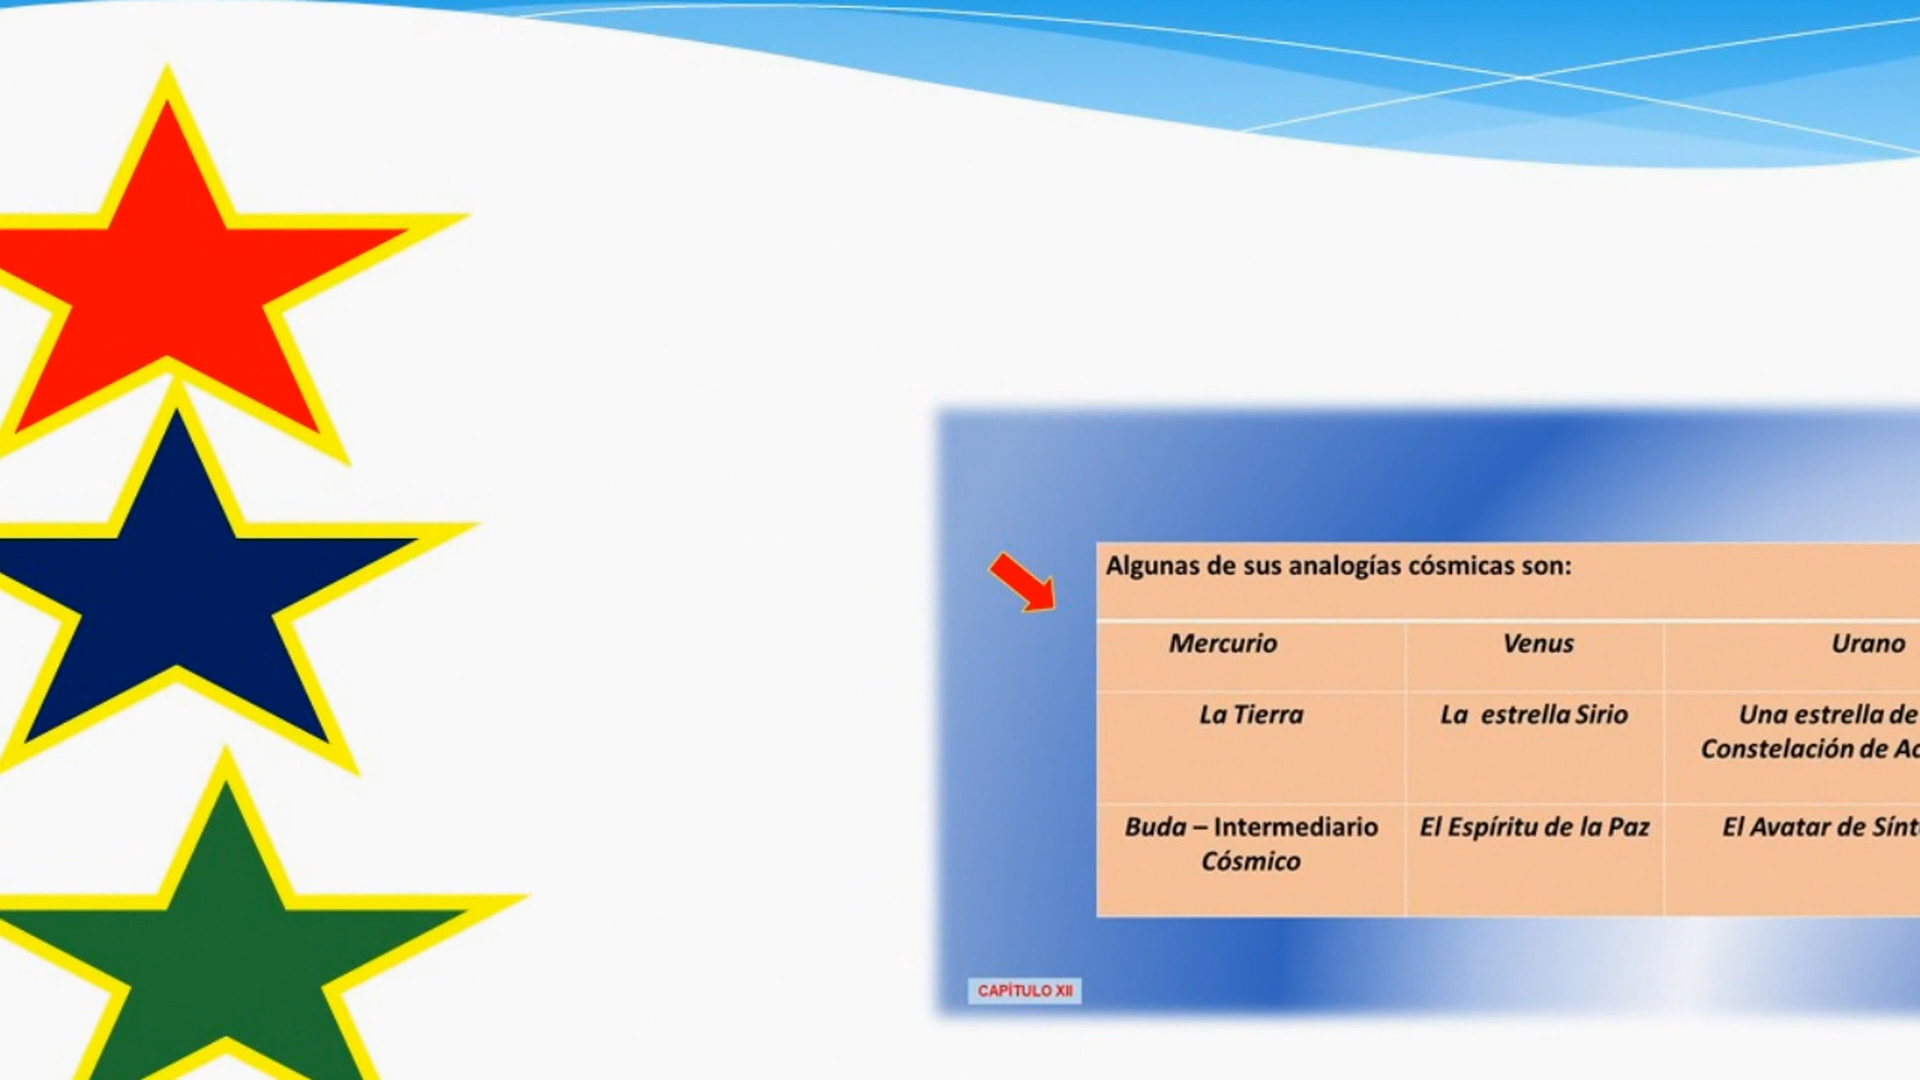 Algunas de sus analogías cósmicas son:
Mercurio Venus Urano
La Tierra La estrella Sirio Una estrella de
Constelación de
Buda – Intermediario El Espíritu de la Paz El Avatar de
Cósmico
CAPÍTULO XII